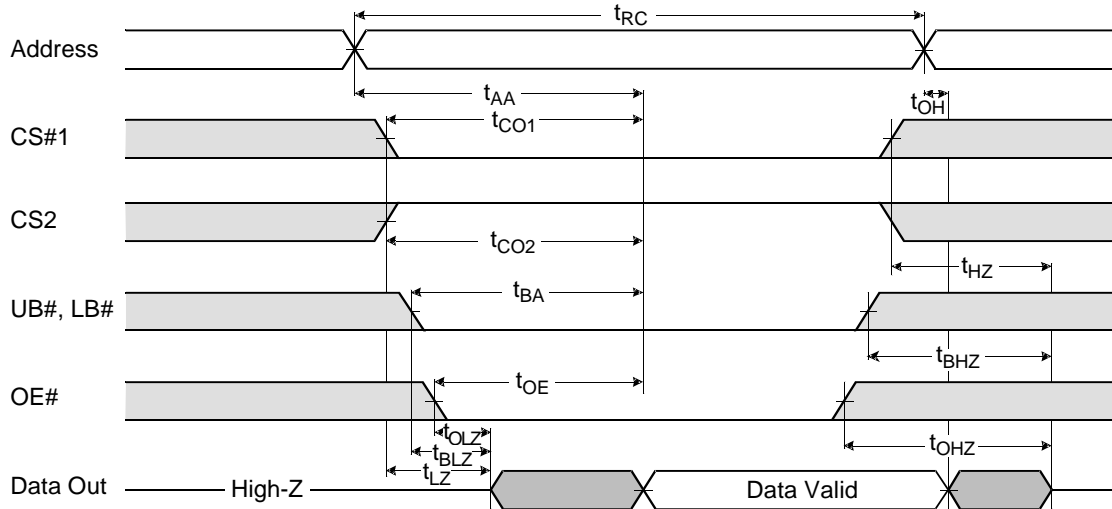 tRC
Address
tAA
tOH
CS#1
tCO1
CS2
tCO2
tHZ
UB#, LB#
tBA
tBHZ
OE#
tOE
tOLZ
tOHZ
tBLZ
tLZ
Data Out
High-Z
Data Valid